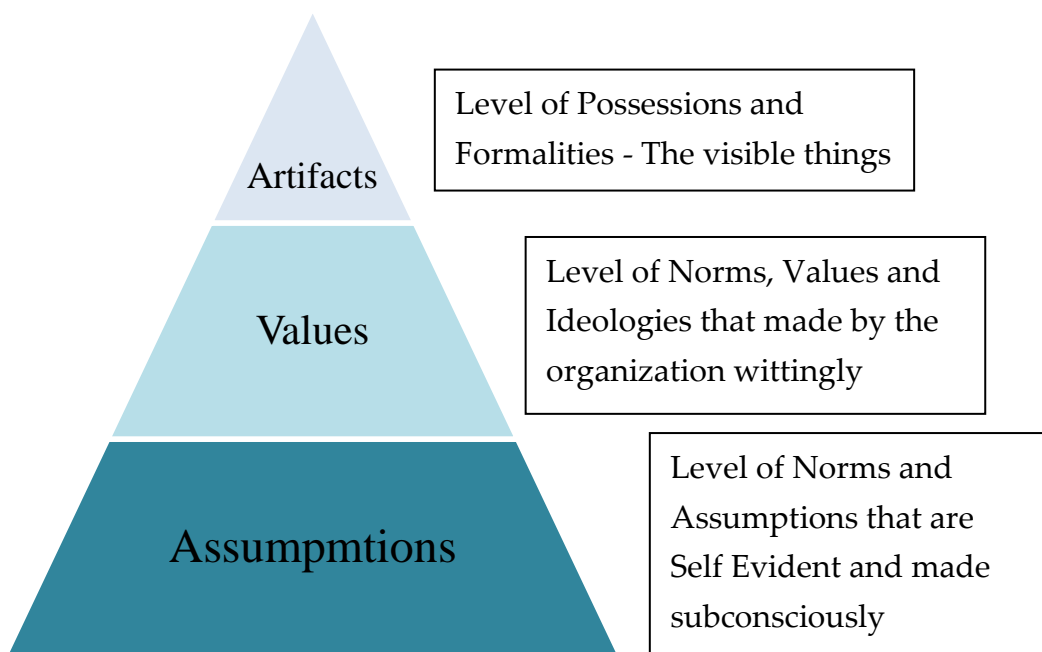 Artifacts
Level of Possessions and
Formalities - The visible things
Values
Level of Norms, Values and
Ideologies that made by the
organization wittingly
Assumpmtions
Level of Norms and
Assumptions that are
Self Evident and made
subconsciously